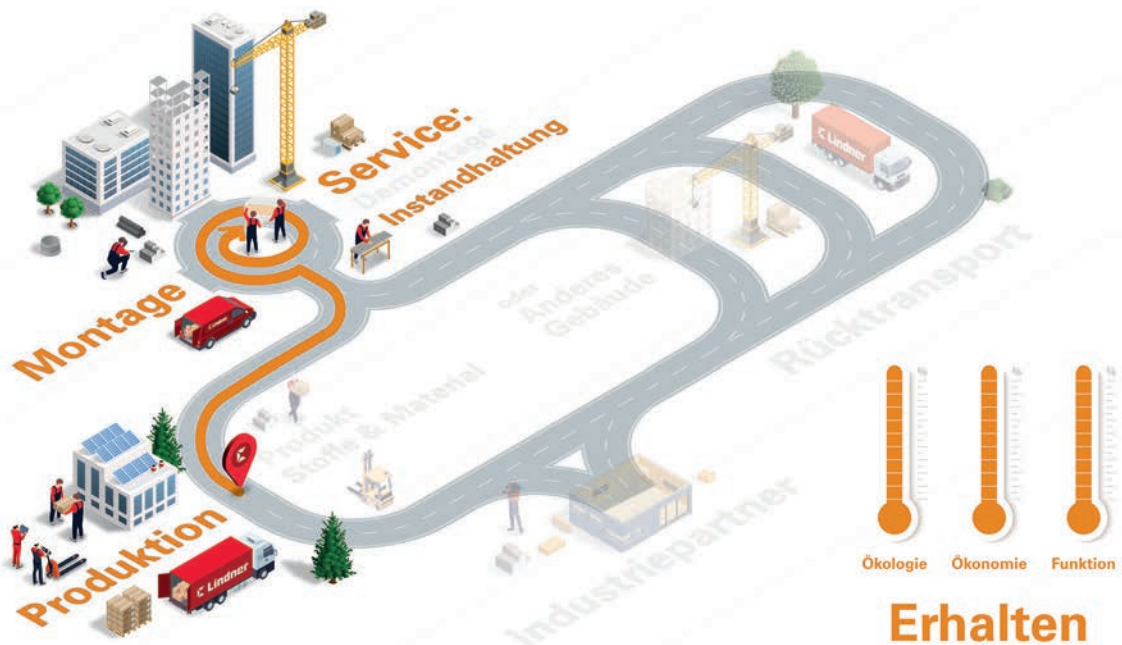 Service:
Demontage
Instandhaltung
Montage
Lindner
Lindner
oder
Anderes
Gebäude
Rücktransport
Produkt
Stoffe & Material
Produktion
Lindner
Industriepartner
Ökologie Ökonomie Funktion
Erhalten